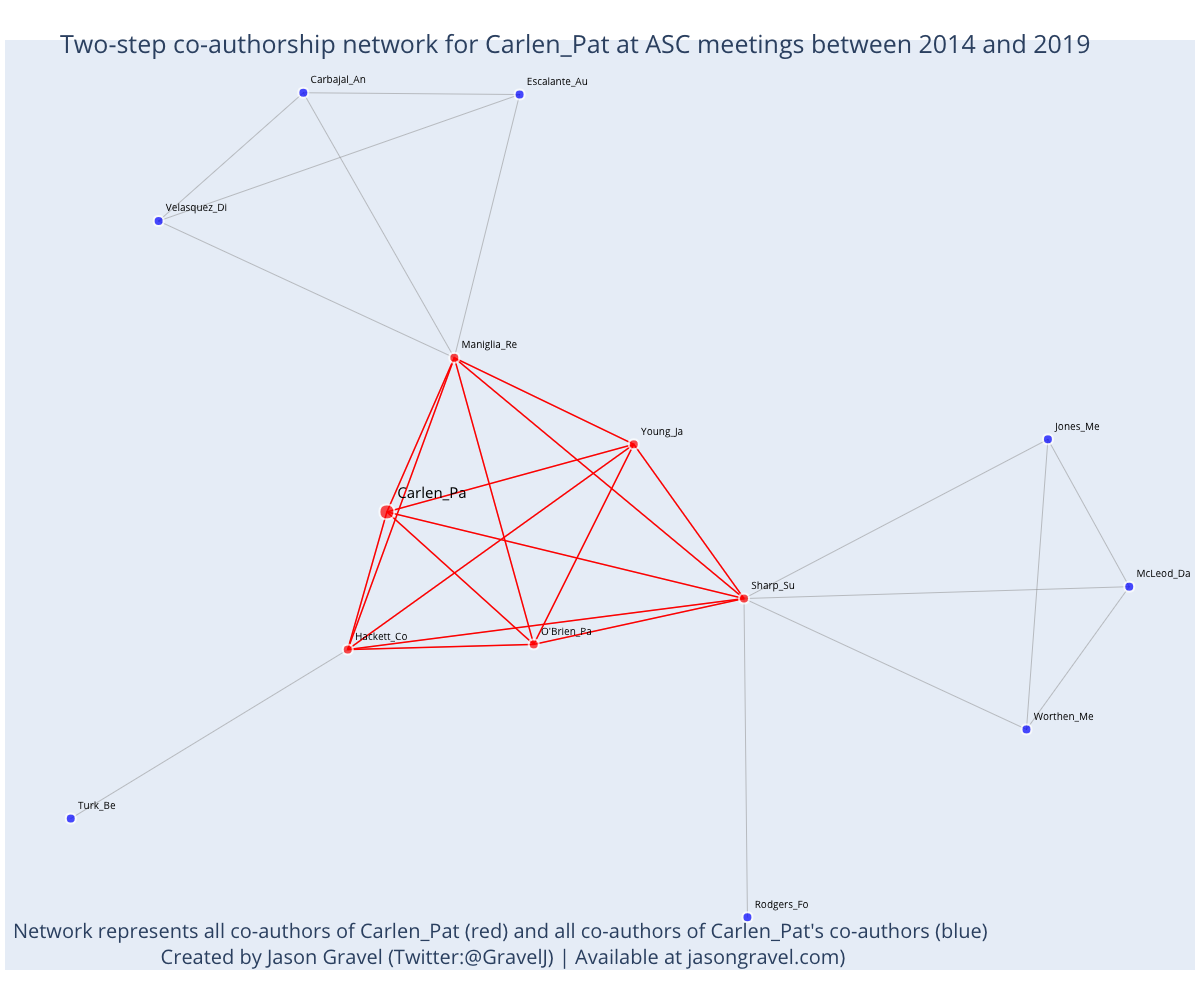 Two-step co-authorship network for Carlen_Pat at ASC meetings between 2014 and 2019
Carbajal_An
Escalante_Au
Velasquez_Di
Maniglia_Re
Young_Ja
Jones_Me
Carlen_Pa
McLeod_Da
Sharp_Su
O'Brien_Pa
Hackett_Co
Worthen_Me
Turk_Be
Rodgers_Fo
Network represents all co-authors of Carlen_Pat (red) and all co-authors of Carlen_Pat's co-authors (blue)
Created by Jason Gravel (Twitter:@GravelJ) | Available at jasongravel.com)